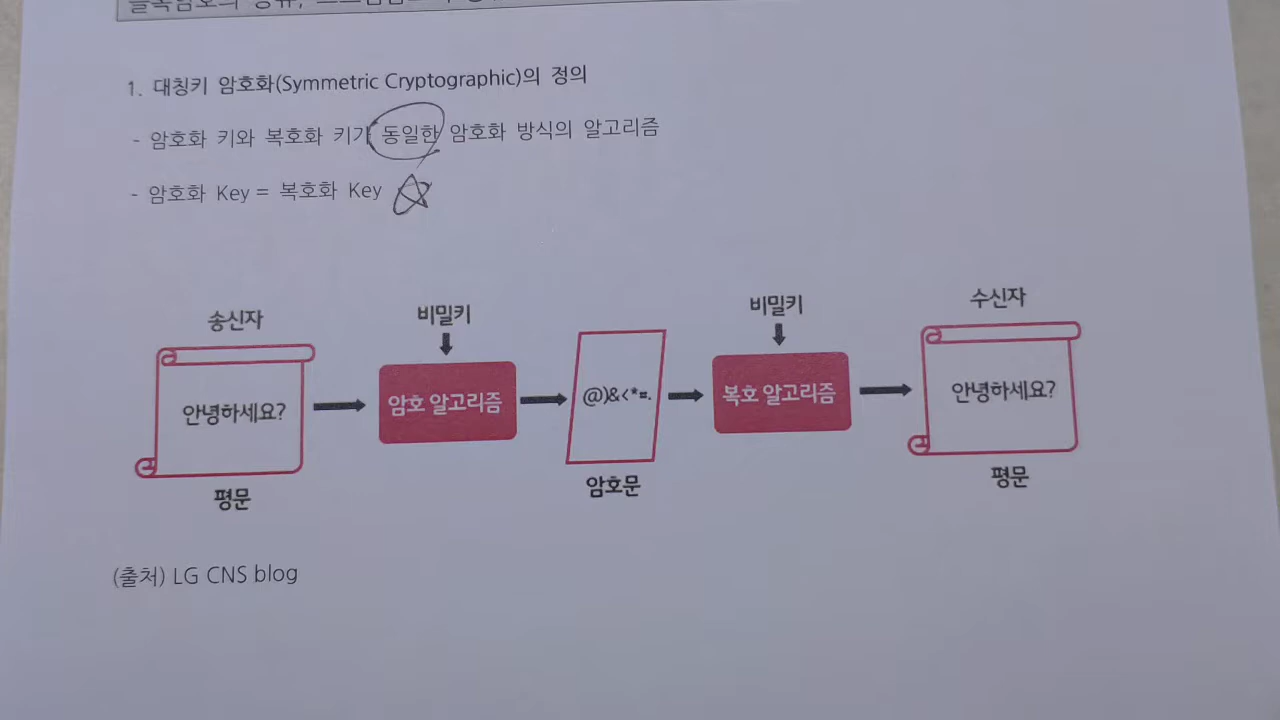 1. 대칭키 암호화(Symmetric Cryptographic)의 정의
- 암호화 키와 복호화 키가 동일한 암호화 방식의 알고리즘
- 암호화 Key = 복호화 Key
송신자
비밀키
비밀키
수신자
안녕하세요?
암호 알고리즘
@)&<*=.
복호 알고리즘
안녕하세요?
평문
암호문
평문
(출처) LG CNS blog